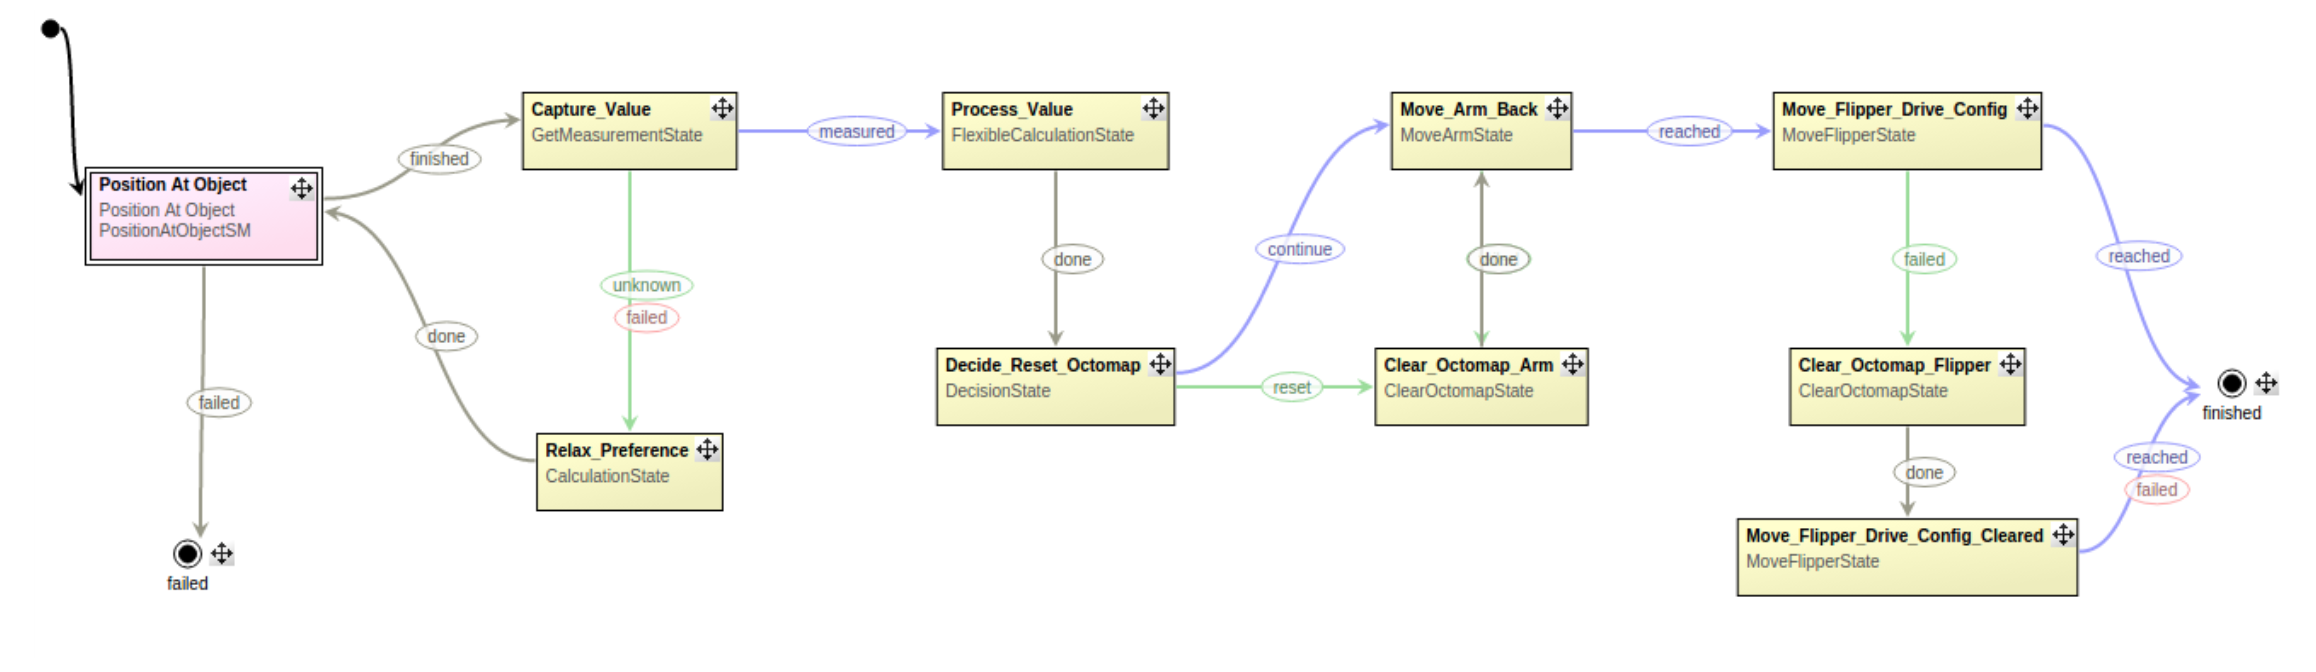 Position At Object
Position At Object
PositionAtObjectSM
finished
failed
failed
Capture_Value
GetMeasurementState
measured
unknown
failed
done
Relax_Preference
CalculationState
Process_Value
FlexibleCalculationState
done
Decide_Reset_Octomap
DecisionState
continue
reset
Move_Arm_Back
MoveArmState
reached
done
Clear_Octomap_Arm
ClearOctomapState
Move_Flipper_Drive_Config
MoveFlipperState
failed
reached
Clear_Octomap_Flipper
ClearOctomapState
done
Move_Flipper_Drive_Config_Cleared
MoveFlipperState
reached
failed
finished